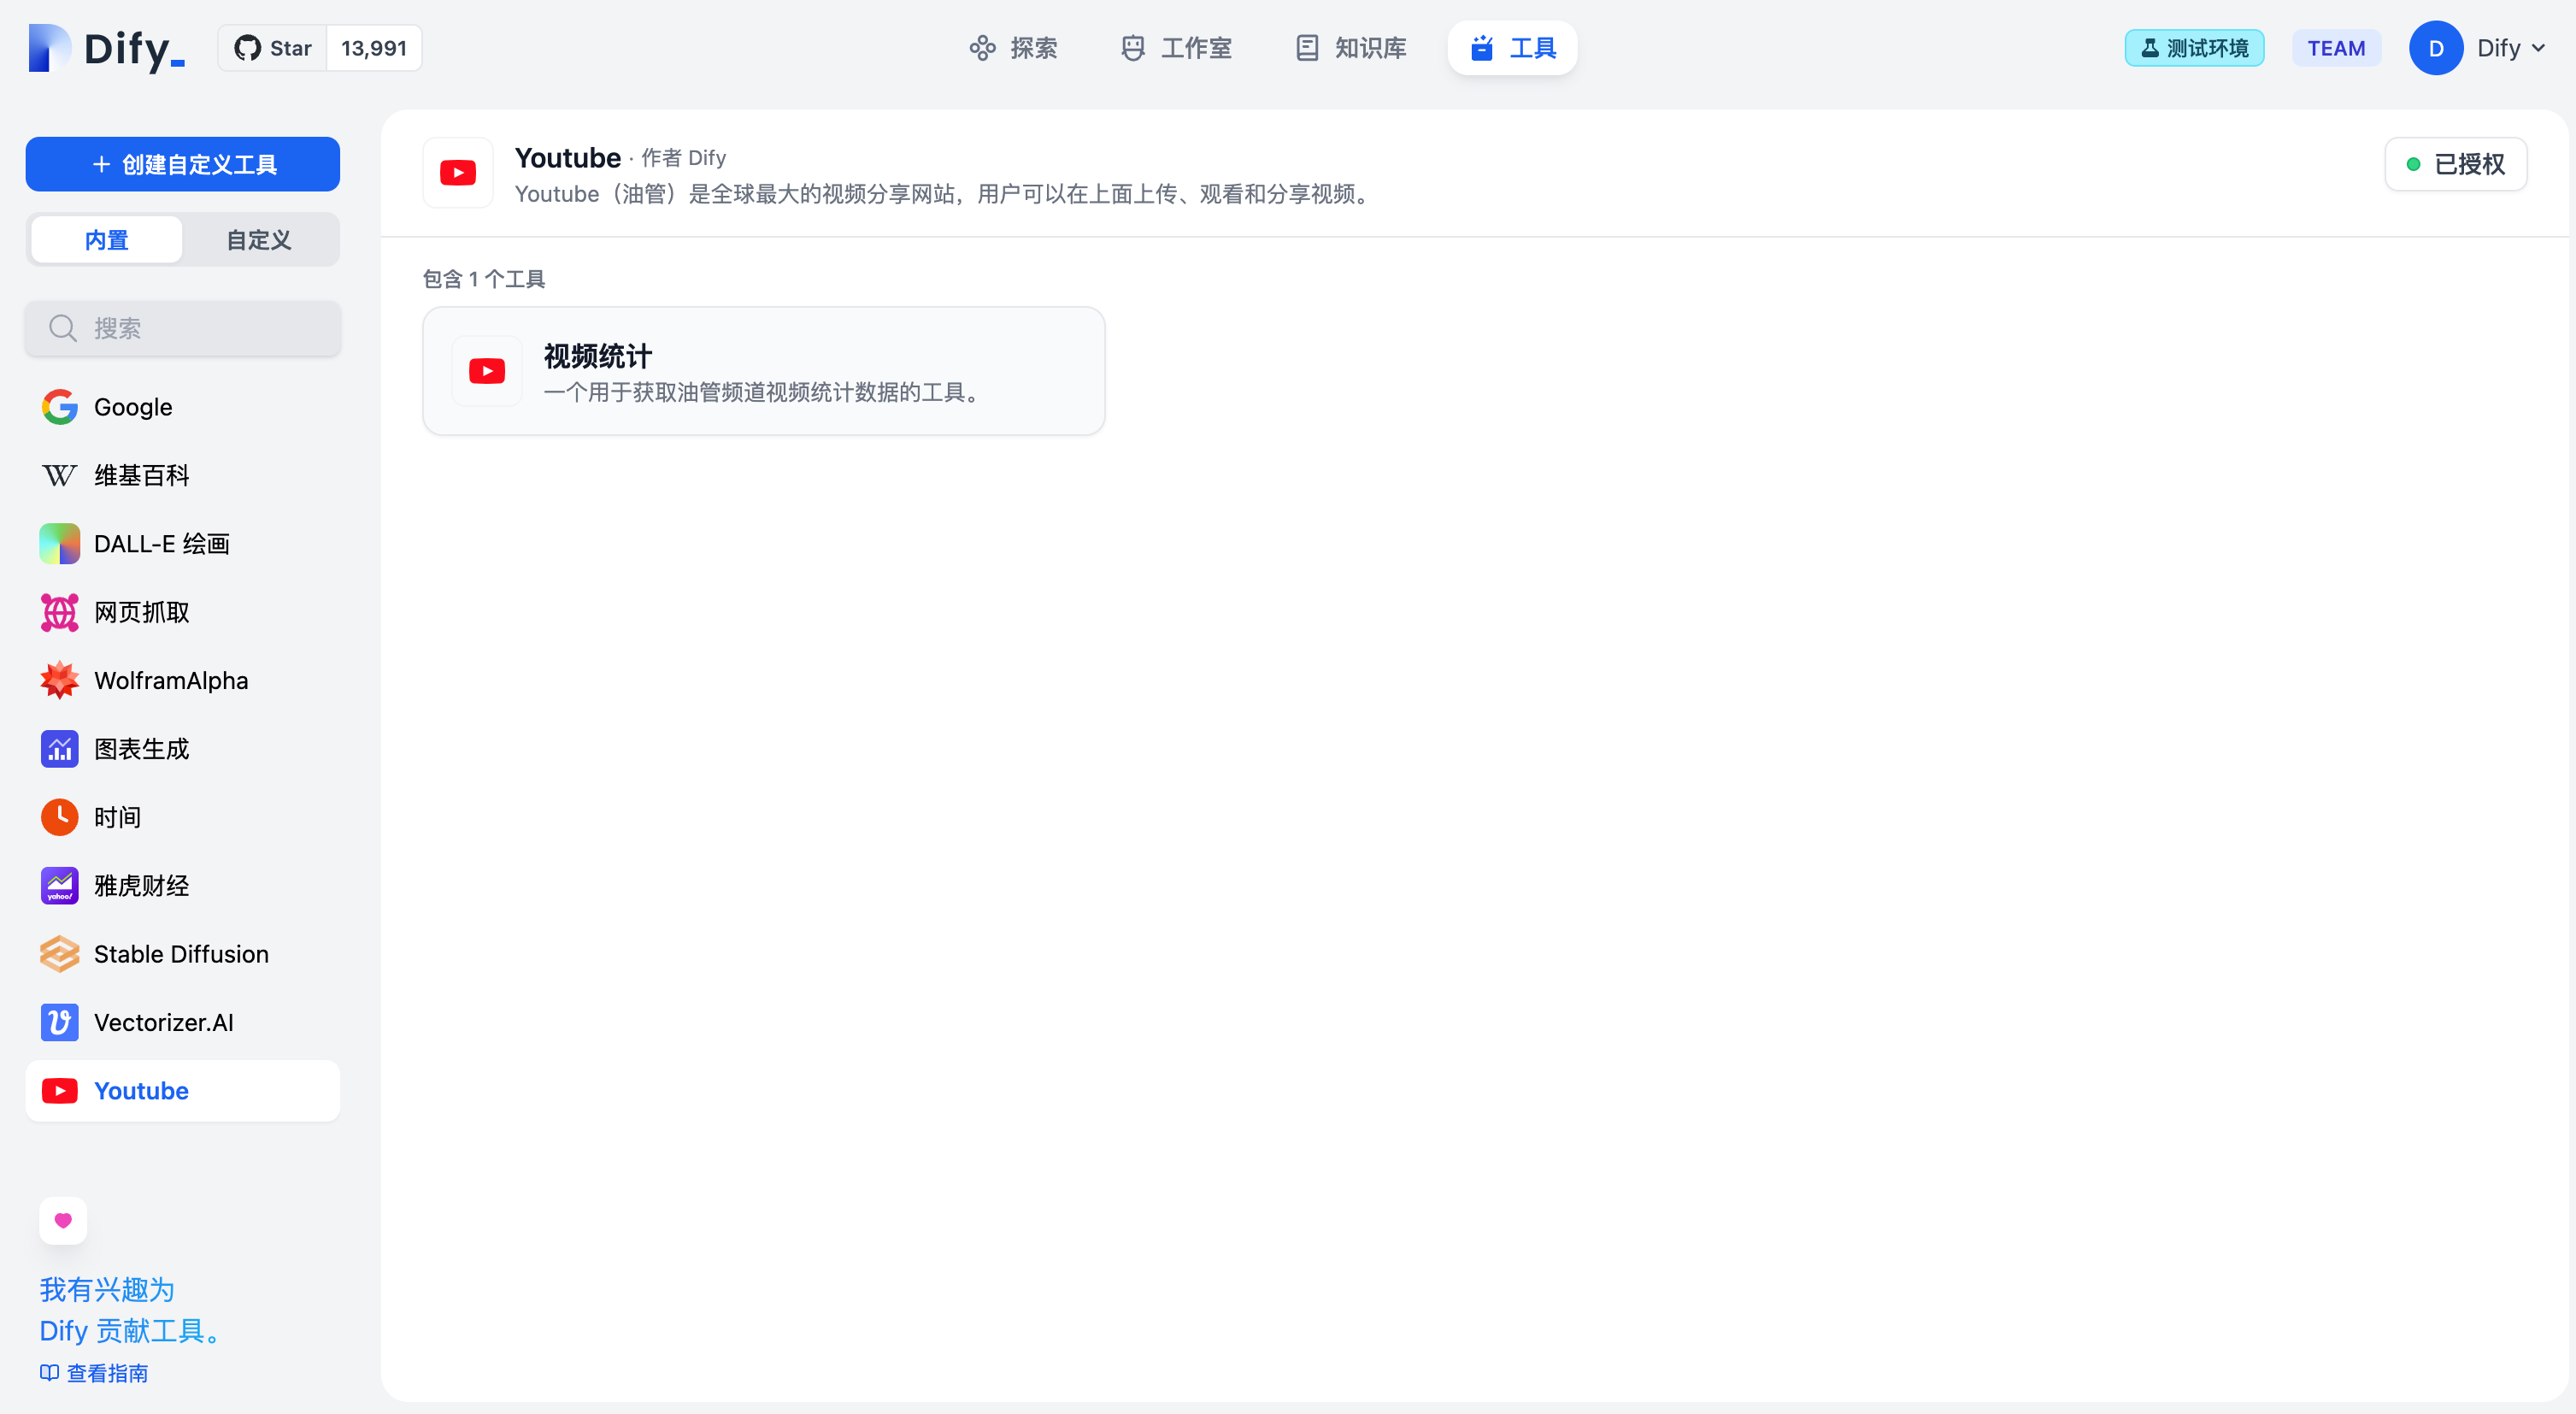 Dify_
Star 13,991
探索
工作室
知识库
工具
测试环境
TEAM
D
Dify
+ 创建自定义工具
内置
自定义
搜索
Google
维基百科
DALL-E 绘画
网页抓取
WolframAlpha
图表生成
时间
雅虎财经
yahoo!
Stable Diffusion
Vectorizer.AI
Youtube
我有兴趣为
Dify 贡献工具。
查看指南
Youtube · 作者 Dify
Youtube（油管）是全球最大的视频分享网站，用户可以在上面上传、观看和分享视频。
已授权
包含 1 个工具
视频统计
一个用于获取油管频道视频统计数据的工具。